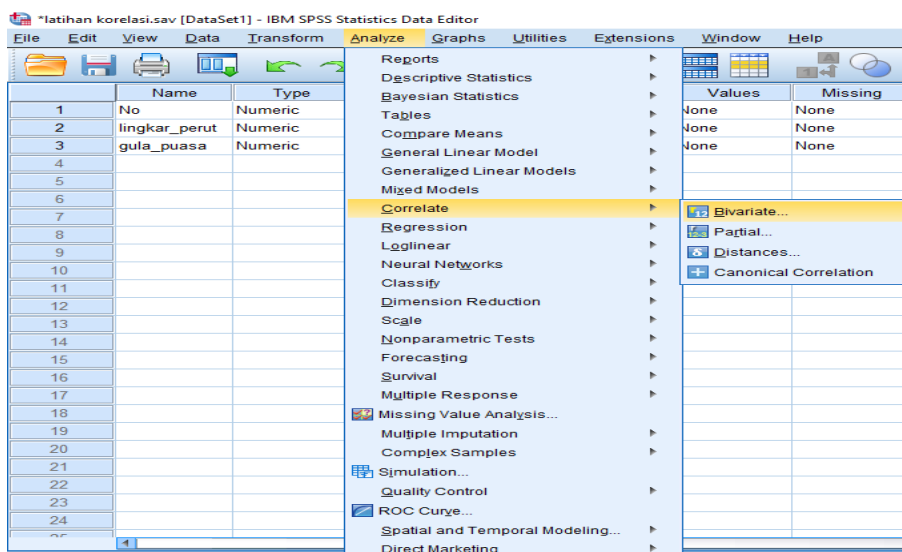 *latihan korelasi.sav [DataSet1] - IBM SPSS Statistics Data Editor
File Edit View Data Transform Analyze Graphs Utilities Extensions Window Help
Name Type Values Missing
1 No Numeric None None
2 lingkar_perut Numeric None None
3 gula_puasa Numeric None None
4
5
6
7
8
9
10
11
12
13
14
15
16
17
18
19
20
21
22
23
24
Reports
Descriptive Statistics
Bayesian Statistics
Tables
Compare Means
General Linear Model
Generalized Linear Models
Mixed Models
Correlate
Regression
Loglinear
Neural Networks
Classify
Dimension Reduction
Scale
Nonparametric Tests
Forecasting
Survival
Multiple Response
Missing Value Analysis...
Multiple Imputation
Complex Samples
Simulation...
Quality Control
ROC Curve...
Spatial and Temporal Modeling...
Direct Marketing
Bivariate...
Partial...
Distances...
Canonical Correlation